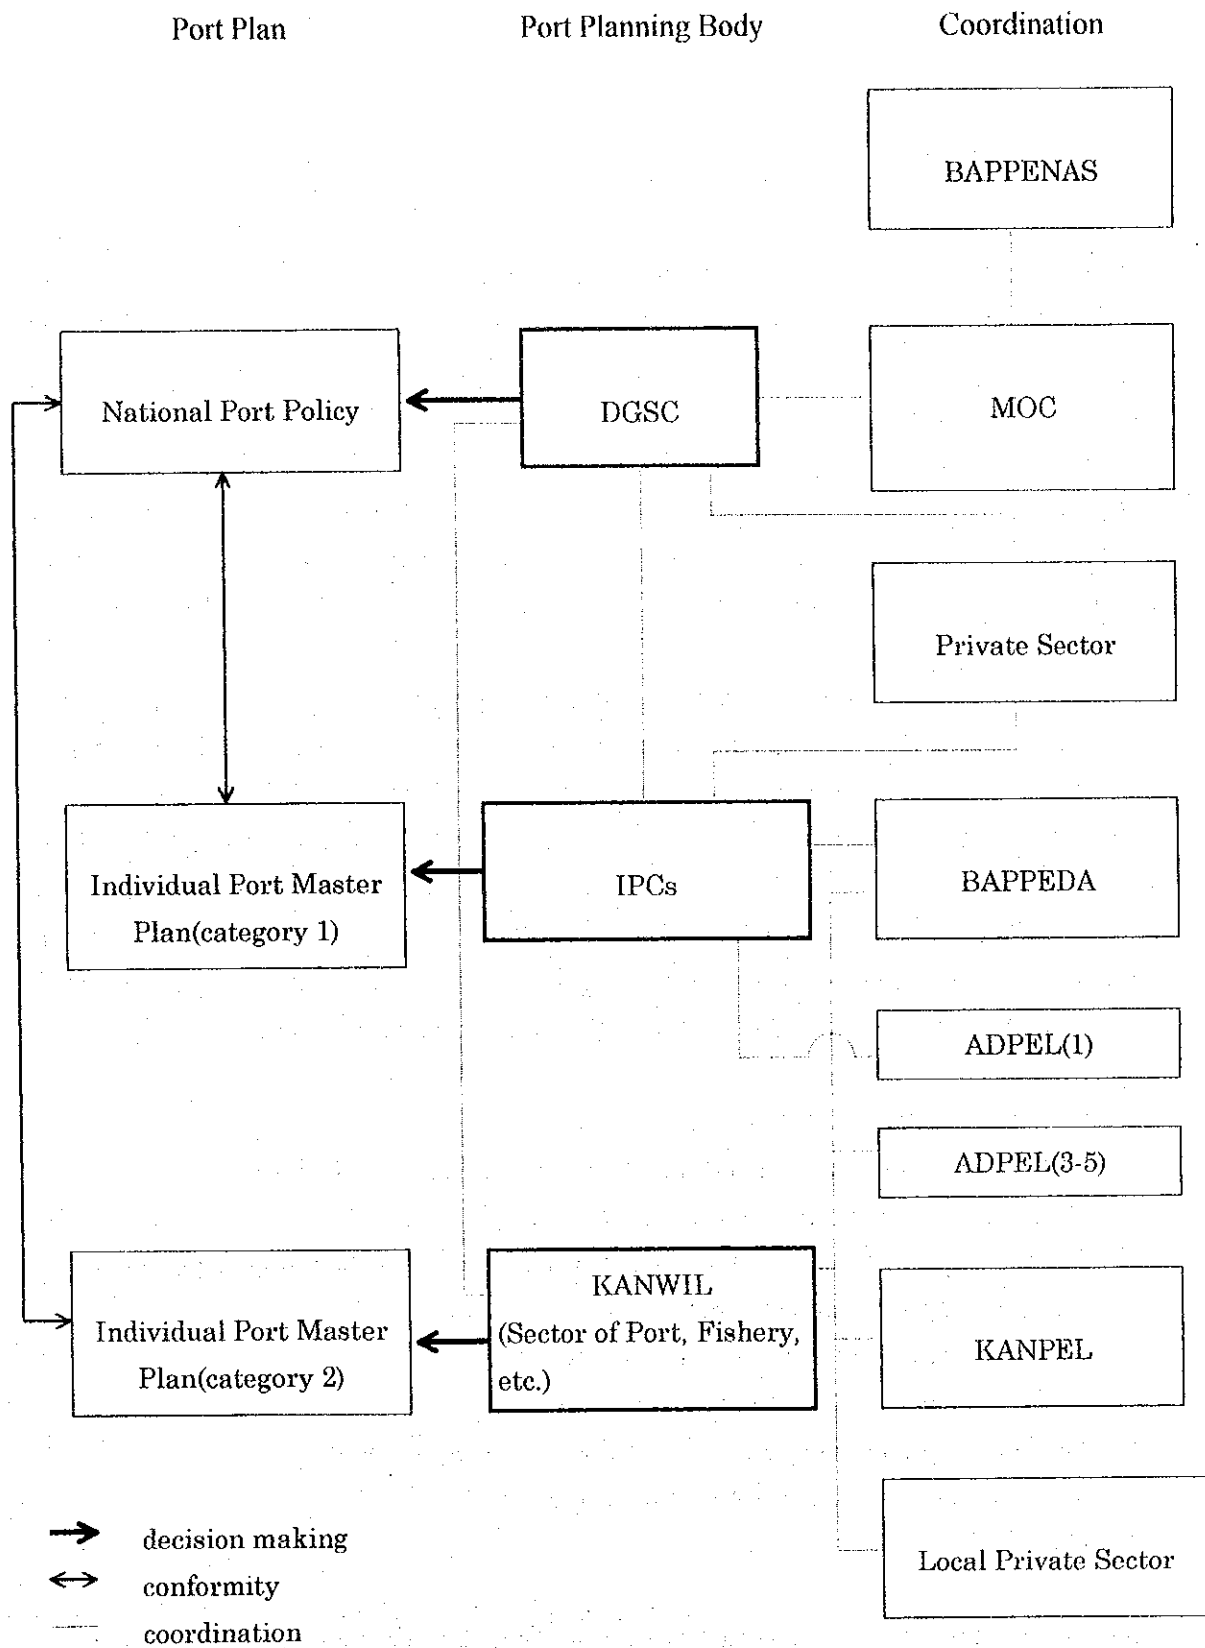 Port Plan
Port Planning Body
Coordination
BAPPENAS
National Port Policy
DGSC
MOC
Private Sector
Individual Port Master
Plan(category 1)
IPCs
BAPPEDA
ADPEL(1)
ADPEL(3-5)
Individual Port Master
Plan(category 2)
KANWIL
(Sector of Port, Fishery,
etc.)
KANPEL
Local Private Sector
decision making
conformity
coordination